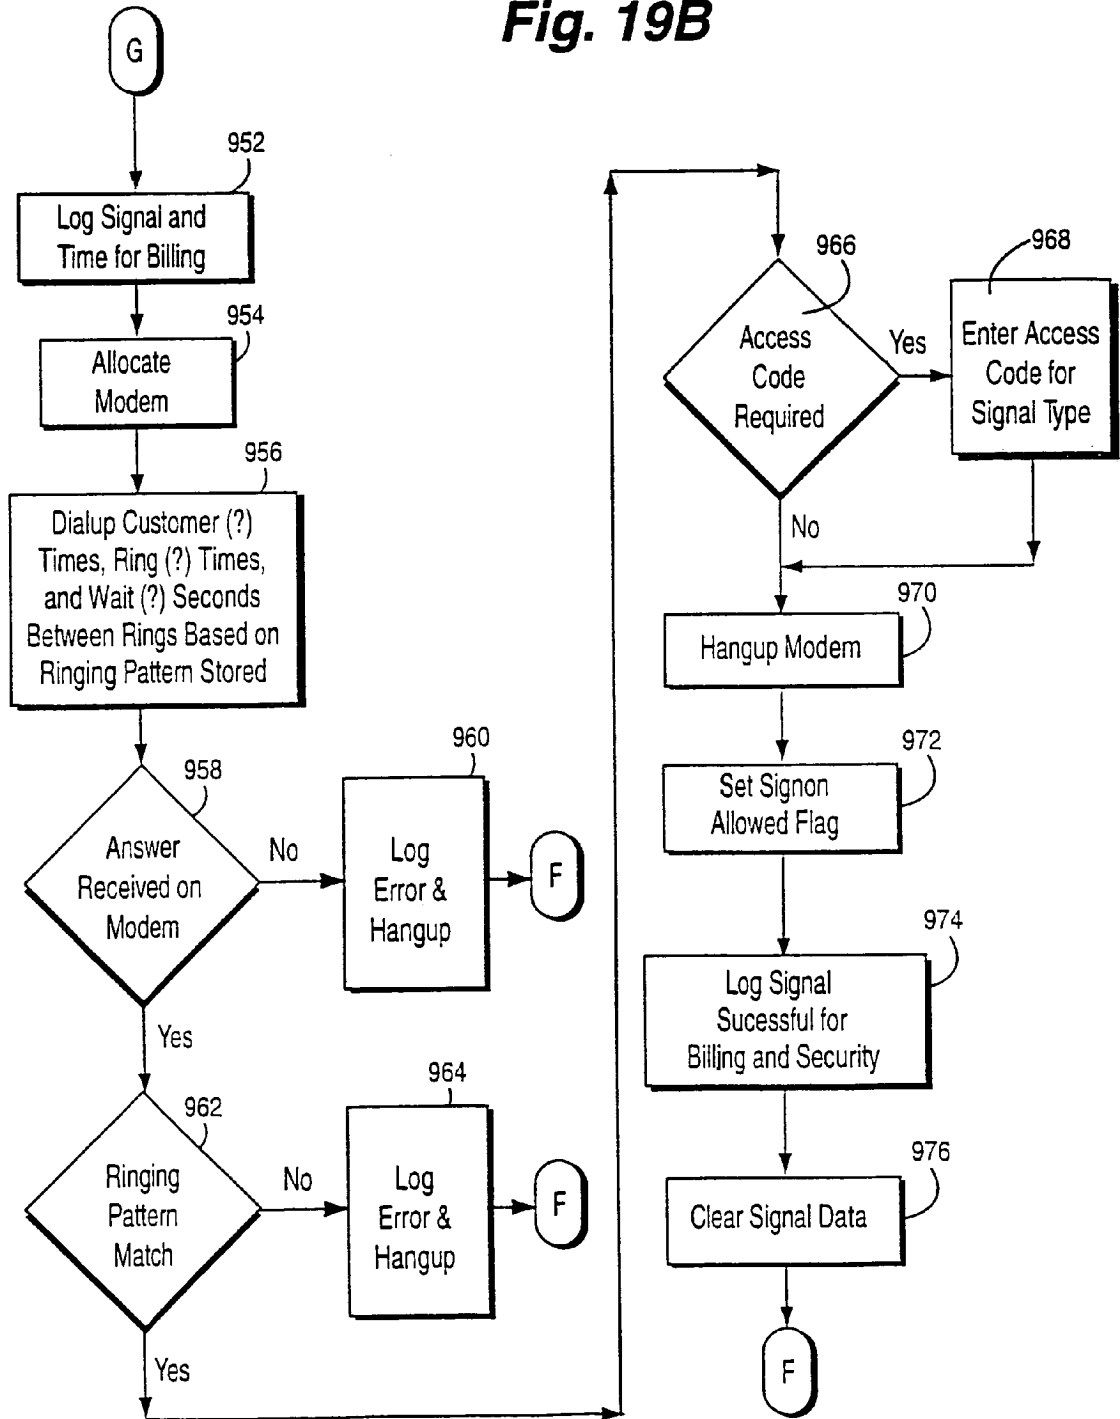 Fig. 19B
G
952
Log Signal and
Time for Billing
954
Allocate
Modem
956
Dialup Customer (?)
Times, Ring (?) Times,
and Wait (?) Seconds
Between Rings Based on
Ringing Pattern Stored
958
Answer
Received on
Modem
No
960
Log
Error &
Hangup
F
Yes
962
Ringing
Pattern
Match
No
964
Log
Error &
Hangup
F
Yes
966
Access
Code
Required
Yes
968
Enter Access
Code for
Signal Type
No
970
Hangup Modem
972
Set Signon
Allowed Flag
974
Log Signal
Sucessful for
Billing and Security
976
Clear Signal Data
F